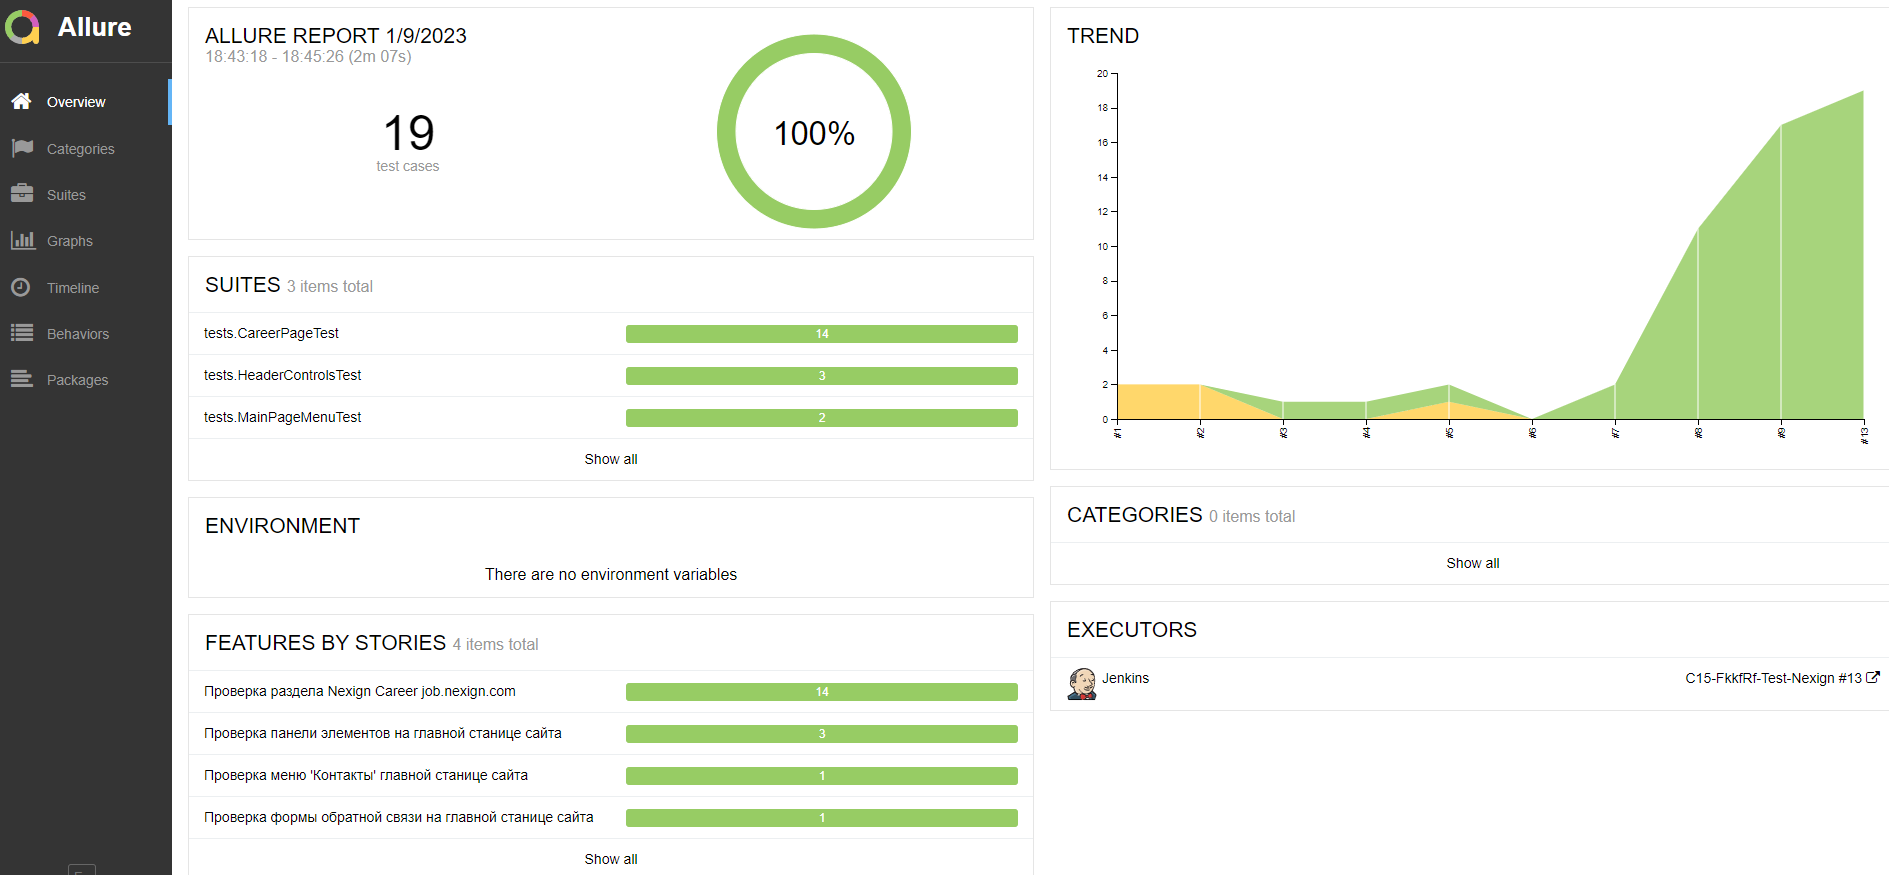 Allure
Overview
Categories
Suites
Graphs
Timeline
Behaviors
Packages
ALLURE REPORT 1/9/2023
18:43:18 - 18:45:26 (2m 07s)
19
test cases
100%
SUITES 3 items total
tests.CareerPageTest 14
tests.HeaderControlsTest 3
tests.MainPageMenuTest 2
Show all
ENVIRONMENT
There are no environment variables
FEATURES BY STORIES 4 items total
Проверка раздела Nexign Career job.nexign.com 14
Проверка панели элементов на главной станице сайта 3
Проверка меню 'Контакты' главной станице сайта 1
Проверка формы обратной связи на главной станице сайта 1
Show all
TREND
20
18
16
14
12
10
8
6
4
2
0
#1 #2 #3 #4 #5 #6 #7 #8 #9 #13
CATEGORIES 0 items total
Show all
EXECUTORS
Jenkins C15-FkkfRf-Test-Nexign #13